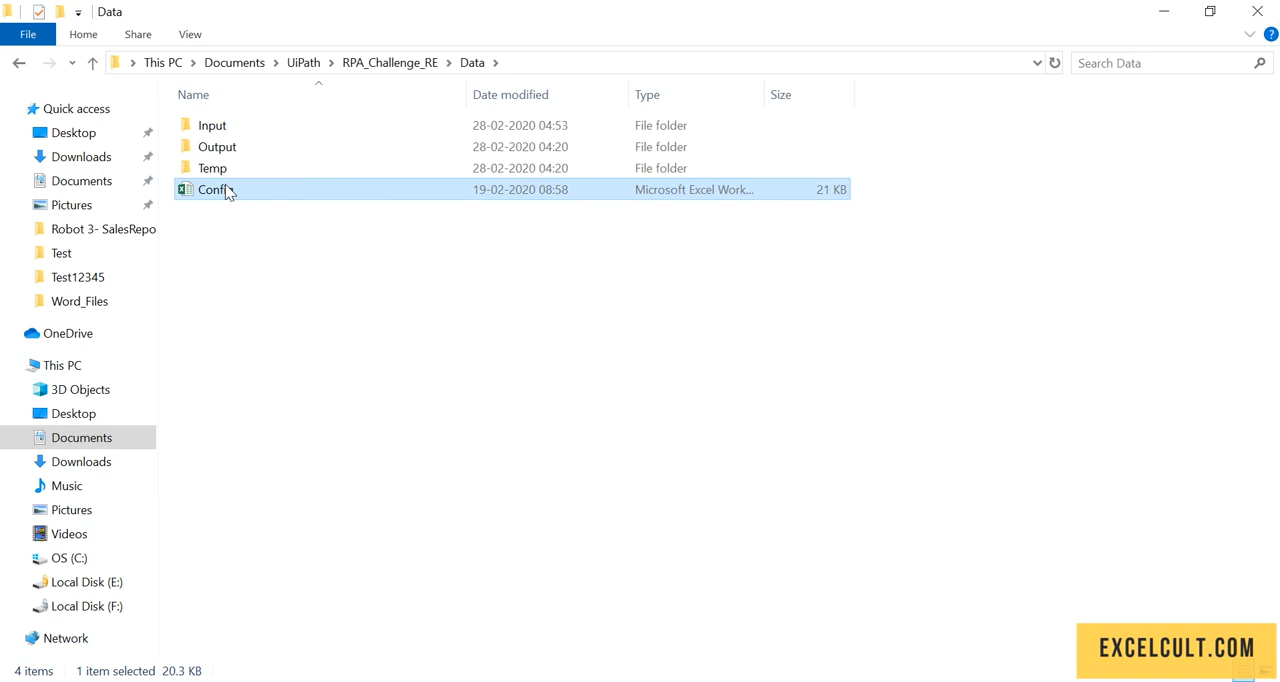 Data
File Home Share View
This PC Documents UiPath RPA_Challenge_RE Data
Search Data
Name Date modified Type Size
Input 28-02-2020 04:53 File folder
Output 28-02-2020 04:20 File folder
Temp 28-02-2020 04:20 File folder
Config 19-02-2020 08:58 Microsoft Excel Work... 21 KB
Quick access
Desktop
Downloads
Documents
Pictures
Robot 3- SalesRepo
Test
Test12345
Word_Files
OneDrive
This PC
3D Objects
Desktop
Documents
Downloads
Music
Pictures
Videos
OS (C:)
Local Disk (E:)
Local Disk (F:)
Network
4 items 1 item selected 20.3 KB
EXCELCULT.COM